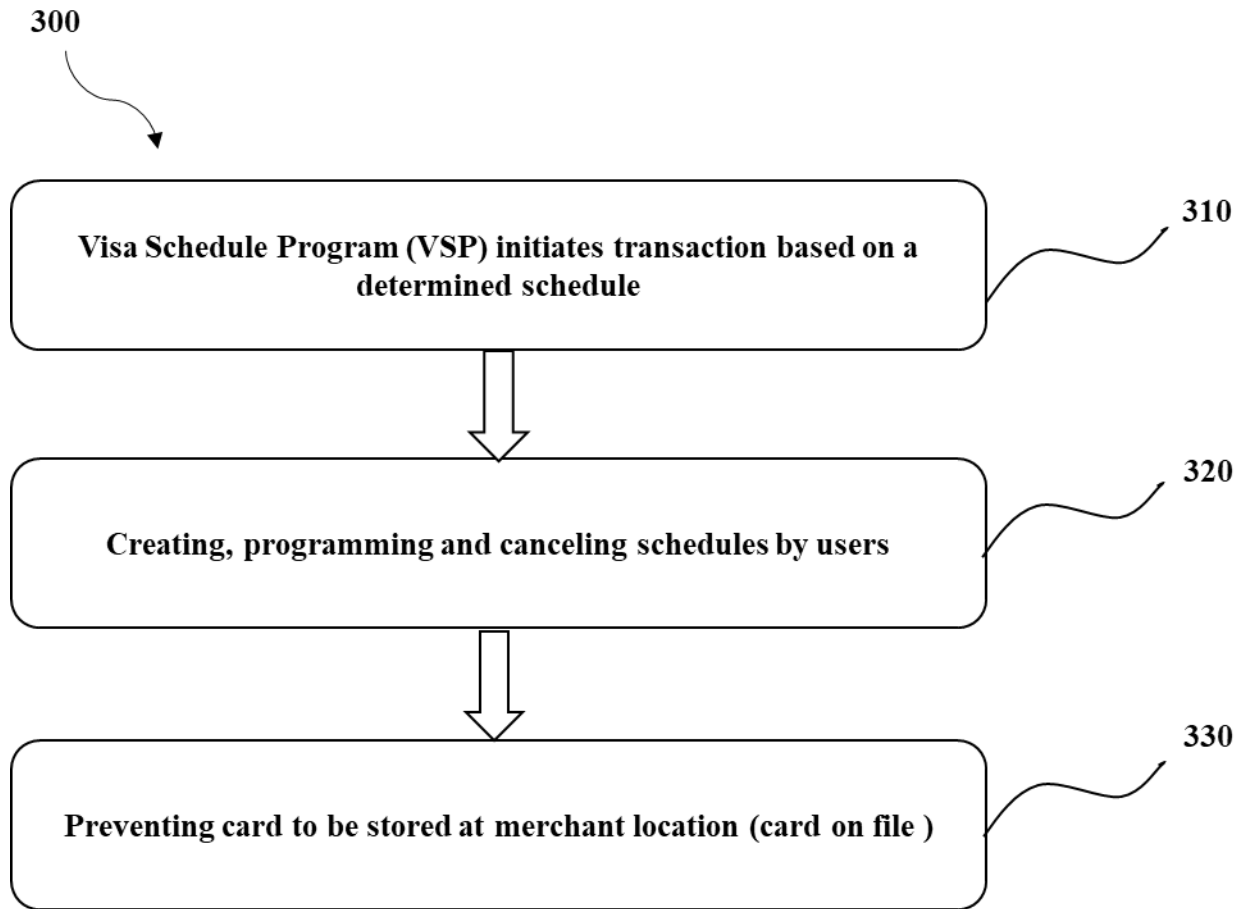 300
Visa Schedule Program (VSP) initiates transaction based on a
determined schedule
310
Creating, programming and canceling schedules by users
320
Preventing card to be stored at merchant location (card on file )
330